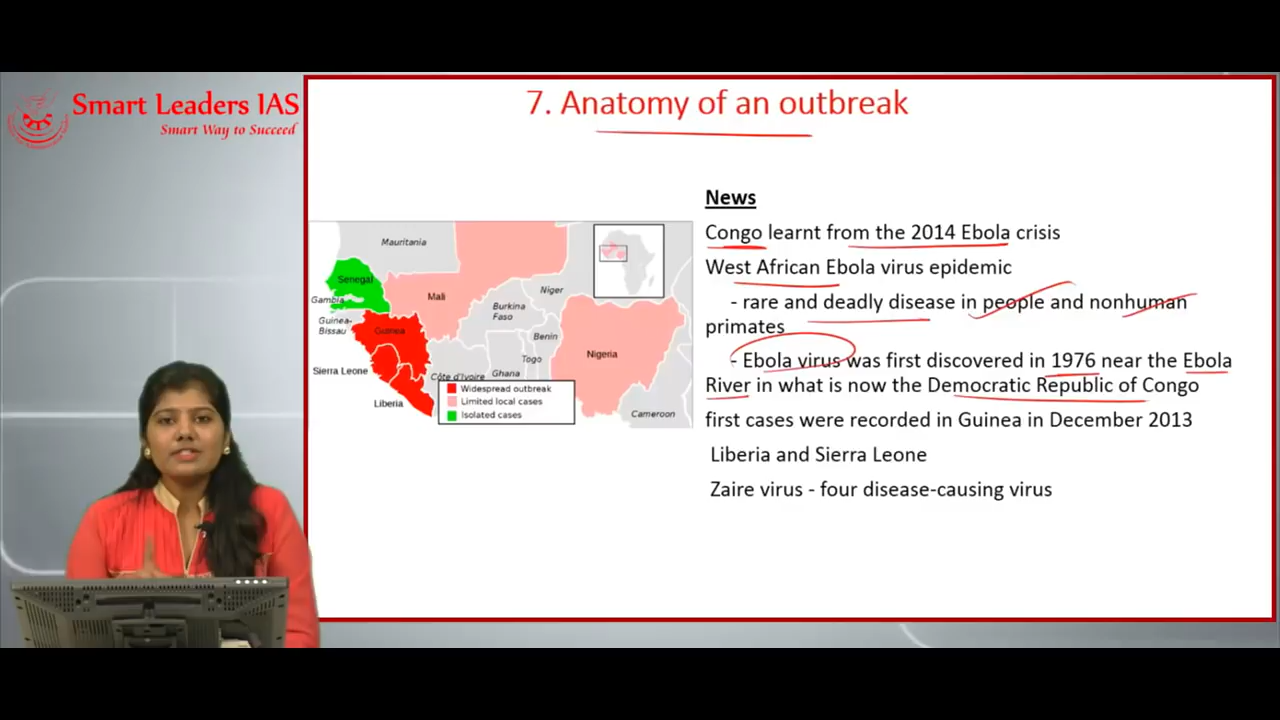 Smart Leaders IAS
Smart Way to Succeed
7. Anatomy of an outbreak
News
Congo learnt from the 2014 Ebola crisis
West African Ebola virus epidemic
- rare and deadly disease in people and nonhuman
primates
- Ebola virus was first discovered in 1976 near the Ebola
River in what is now the Democratic Republic of Congo
first cases were recorded in Guinea in December 2013
Liberia and Sierra Leone
Zaire virus - four disease-causing virus
Mauritania
Senegal
Gambia
Guinea-
Bissau
Guinea
Mali
Niger
Burkina
Faso
Benin
Togo
Ghana
Côte d'Ivoire
Nigeria
Sierra Leone
Liberia
Cameroon
Widespread outbreak
Limited local cases
Isolated cases